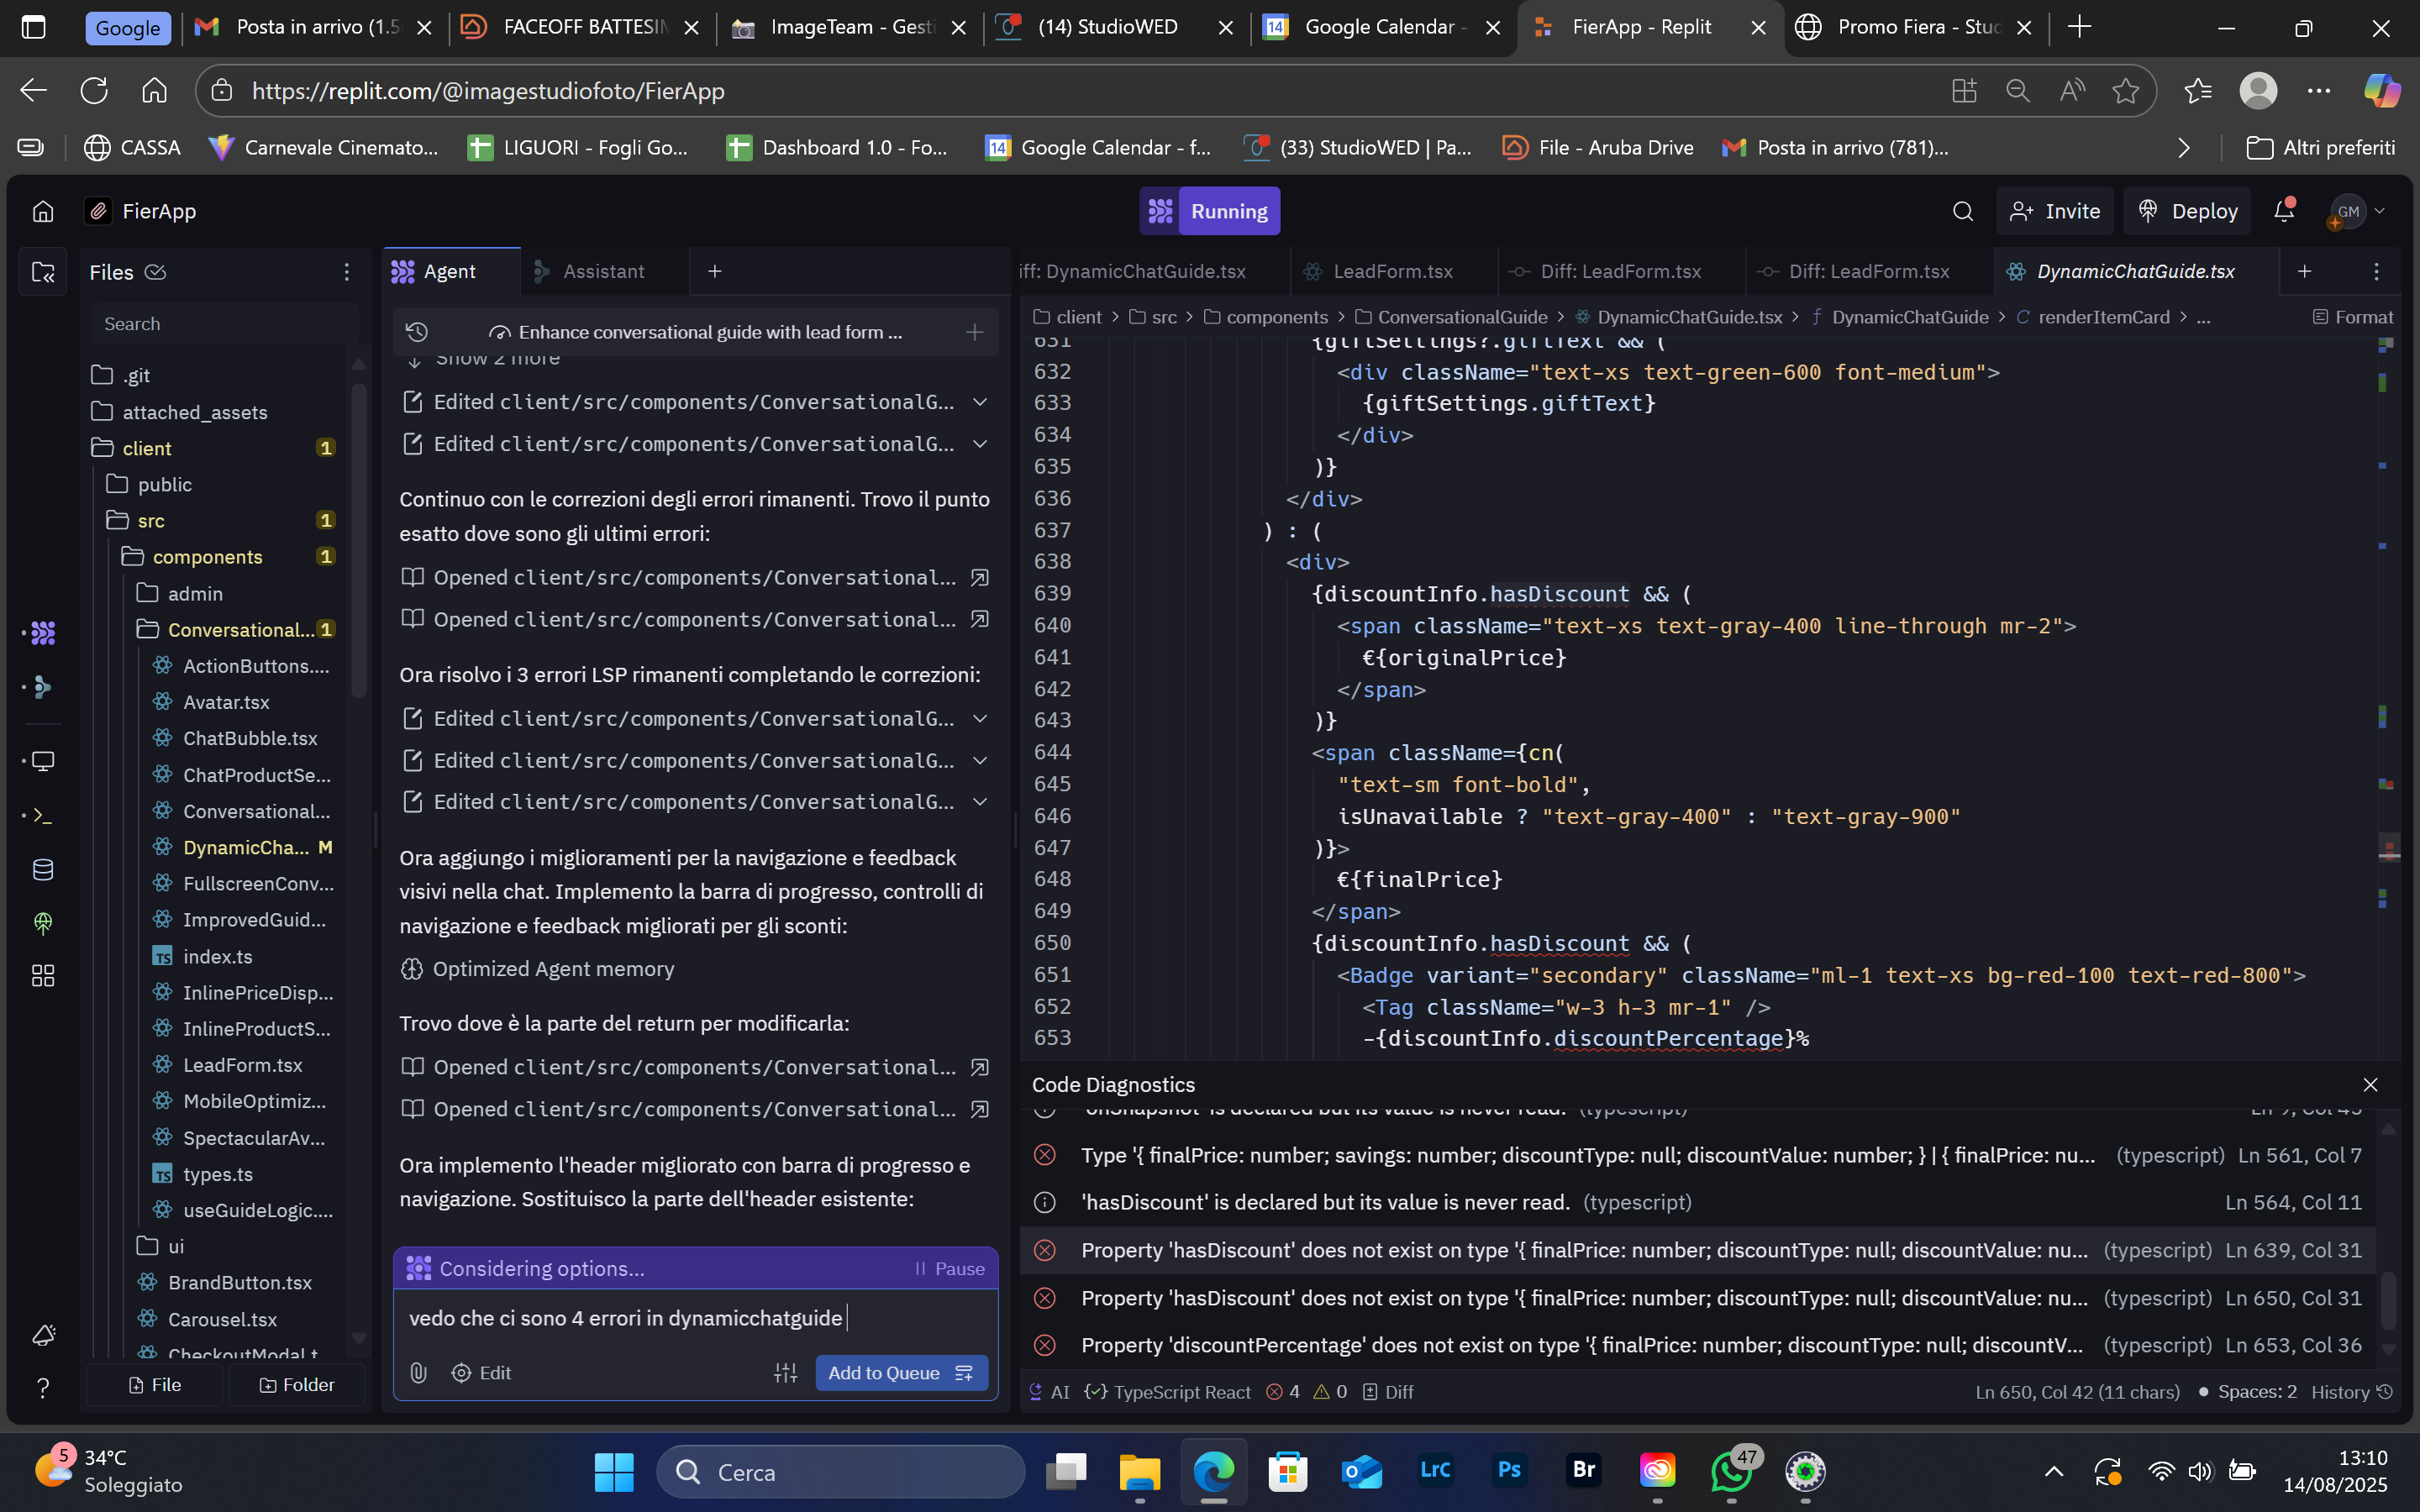 Google
Posta in arrivo (1.5
FACEOFF BATTESIM
ImageTeam - Gesti
(14) StudioWED
Google Calendar -
FierApp - Replit
Promo Fiera - Stud
https://replit.com/@imagestudiofoto/FierApp
CASSA
Carnevale Cinemato...
LIGUORI - Fogli Go...
Dashboard 1.0 - Fo...
14
Google Calendar - f...
(33) StudioWED | Pa...
File - Aruba Drive
Posta in arrivo (781)...
Altri preferiti
FierApp
Running
Invite
Deploy
GM
Files
Search
.git
attached_assets
client 1
public
src 1
components 1
admin
Conversational... 1
ActionButtons....
Avatar.tsx
ChatBubble.tsx
ChatProductSe...
Conversational...
DynamicCha... M
FullscreenConv...
ImprovedGuid...
TS index.ts
InlinePriceDisp...
InlineProductS...
LeadForm.tsx
MobileOptimiz...
SpectacularAv...
TS types.ts
useGuideLogic....
ui
BrandButton.tsx
Carousel.tsx
CheckoutModal.t
File
Folder
Agent
Assistant
Enhance conversational guide with lead form ...
Show 2 more
Edited client/src/components/ConversationalG...
Edited client/src/components/ConversationalG...
Continuo con le correzioni degli errori rimanenti. Trovo il punto
esatto dove sono gli ultimi errori:
Opened client/src/components/Conversational...
Opened client/src/components/Conversational...
Ora risolvo i 3 errori LSP rimanenti completando le correzioni:
Edited client/src/components/ConversationalG...
Edited client/src/components/ConversationalG...
Edited client/src/components/ConversationalG...
Ora aggiungo i miglioramenti per la navigazione e feedback
visivi nella chat. Implemento la barra di progresso, controlli di
navigazione e feedback migliorati per gli sconti:
Optimized Agent memory
Trovo dove è la parte del return per modificarla:
Opened client/src/components/Conversational...
Opened client/src/components/Conversational...
Ora implemento l'header migliorato con barra di progresso e
navigazione. Sostituisco la parte dell'header esistente:
Considering options...
Pause
vedo che ci sono 4 errori in dynamicchatguide
Edit
Add to Queue
iff: DynamicChatGuide.tsx
LeadForm.tsx
Diff: LeadForm.tsx
Diff: LeadForm.tsx
DynamicChatGuide.tsx
client > src > components > ConversationalGuide > DynamicChatGuide.tsx > DynamicChatGuide > renderItemCard > ...
Format
631 {giftSettings?.giftText && (
632 <div className="text-xs text-green-600 font-medium">
633 {giftSettings.giftText}
634 </div>
635 )}
636 </div>
637 ) : (
638 <div>
639 {discountInfo.hasDiscount && (
640 <span className="text-xs text-gray-400 line-through mr-2">
641 €{originalPrice}
642 </span>
643 )}
644 <span className={cn(
645 "text-sm font-bold",
646 isUnavailable ? "text-gray-400" : "text-gray-900"
647 )}>
648 €{finalPrice}
649 </span>
650 {discountInfo.hasDiscount && (
651 <Badge variant="secondary" className="ml-1 text-xs bg-red-100 text-red-800">
652 <Tag className="w-3 h-3 mr-1" />
653 -{discountInfo.discountPercentage}%
Code Diagnostics
'onSnapshot' is declared but its value is never read. (typescript) Ln 9, Col 43
Type '{ finalPrice: number; savings: number; discountType: null; discountValue: number; } | { finalPrice: nu... (typescript) Ln 561, Col 7
'hasDiscount' is declared but its value is never read. (typescript) Ln 564, Col 11
Property 'hasDiscount' does not exist on type '{ finalPrice: number; discountType: null; discountValue: nu... (typescript) Ln 639, Col 31
Property 'hasDiscount' does not exist on type '{ finalPrice: number; discountType: null; discountValue: nu... (typescript) Ln 650, Col 31
Property 'discountPercentage' does not exist on type '{ finalPrice: number; discountType: null; discountV... (typescript) Ln 653, Col 36
AI
TypeScript React
4
0
Diff
Ln 650, Col 42 (11 chars)
Spaces: 2
History
5
34°C
Soleggiato
Cerca
LrC
Ps
Br
47
13:10
14/08/2025